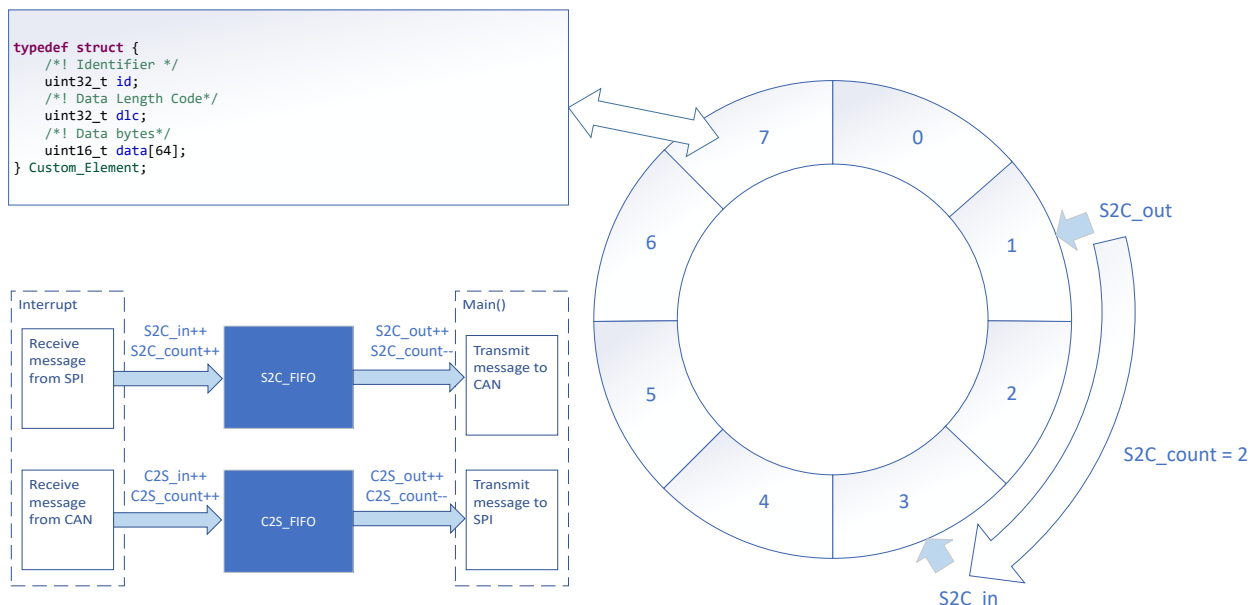 typedef struct {
/*! Identifier */
uint32_t id;
/*! Data Length Code*/
uint32_t dlc;
/*! Data bytes*/
uint16_t data[64];
} Custom_Element;
Interrupt
Receive
message
from SPI
S2C_in++
S2C_count++
S2C_FIFO
S2C_out++
S2C_count--
Main()
Transmit
message to
CAN
Receive
message
from CAN
C2S_in++
C2S_count++
C2S_FIFO
C2S_out++
C2S_count--
Transmit
message to
SPI
7
0
6
1
5
2
4
3
S2C_out
S2C_count = 2
S2C_in